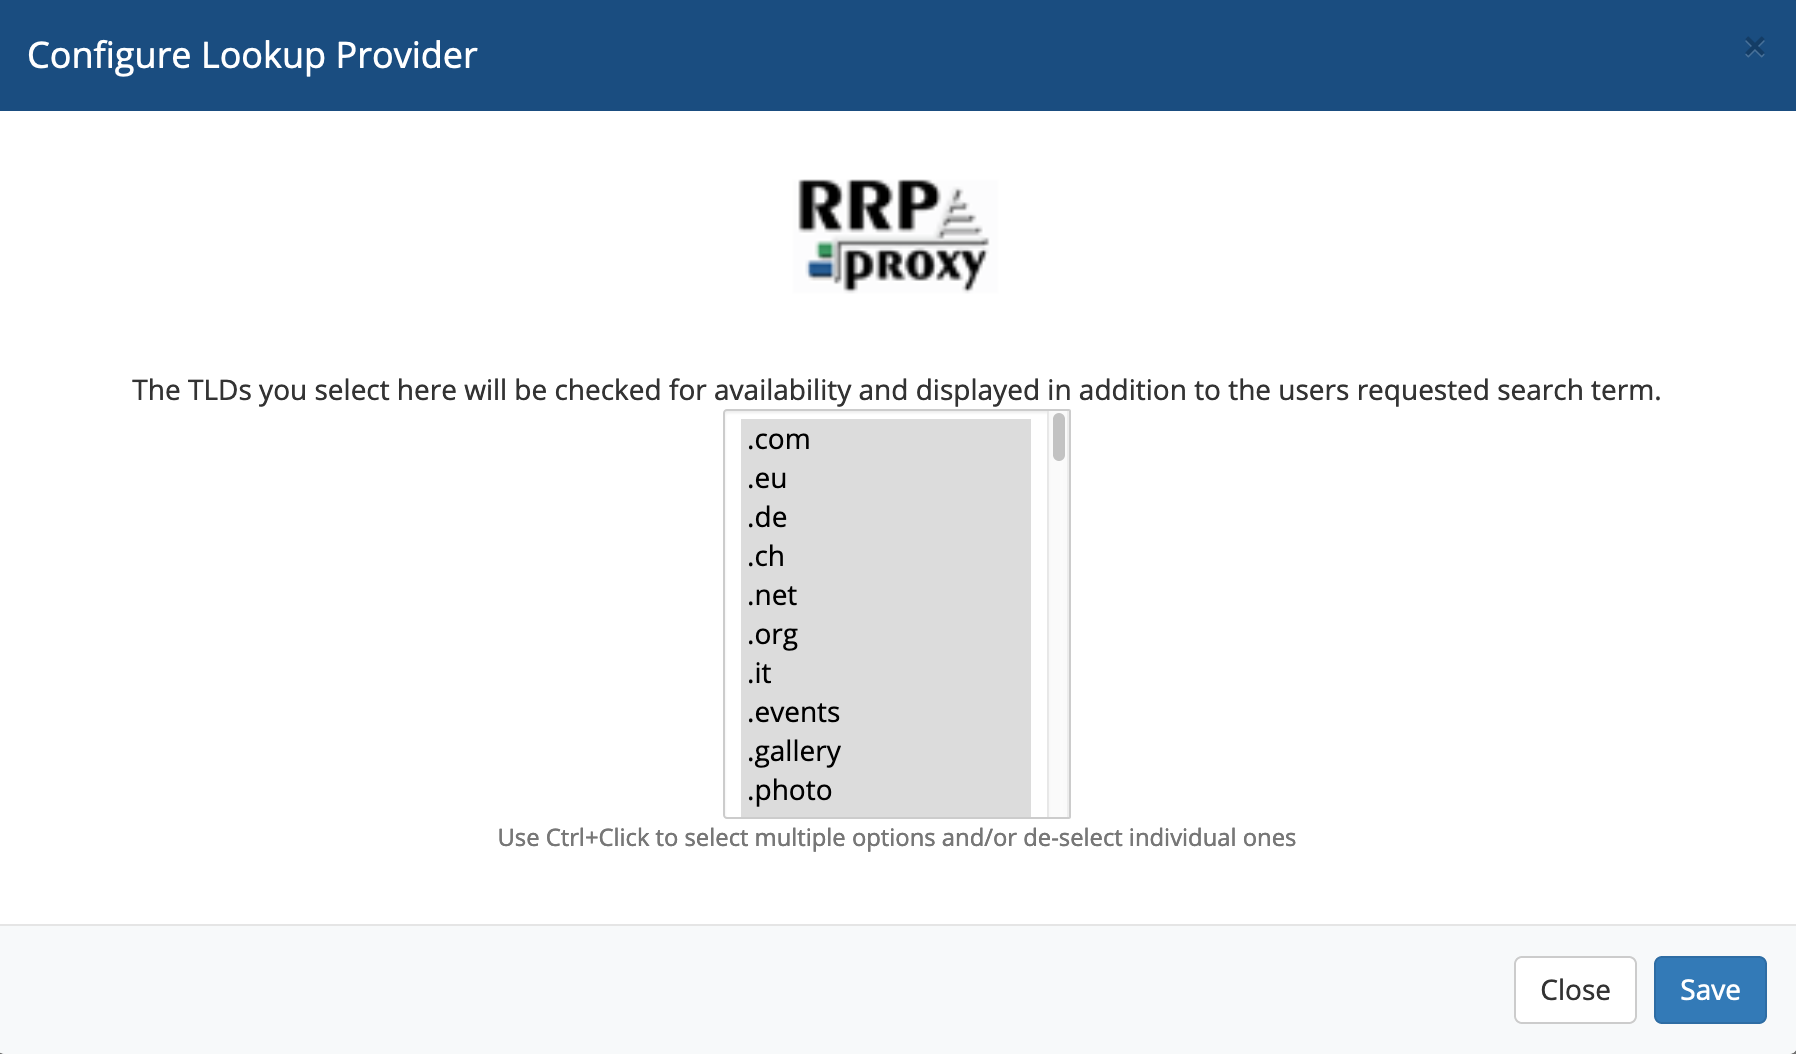 Configure Lookup Provider
×
RRP
proxy
The TLDs you select here will be checked for availability and displayed in addition to the users requested search term.
.com
.eu
.de
.ch
.net
.org
.it
.events
.gallery
.photo
Use Ctrl+Click to select multiple options and/or de-select individual ones
Close
Save